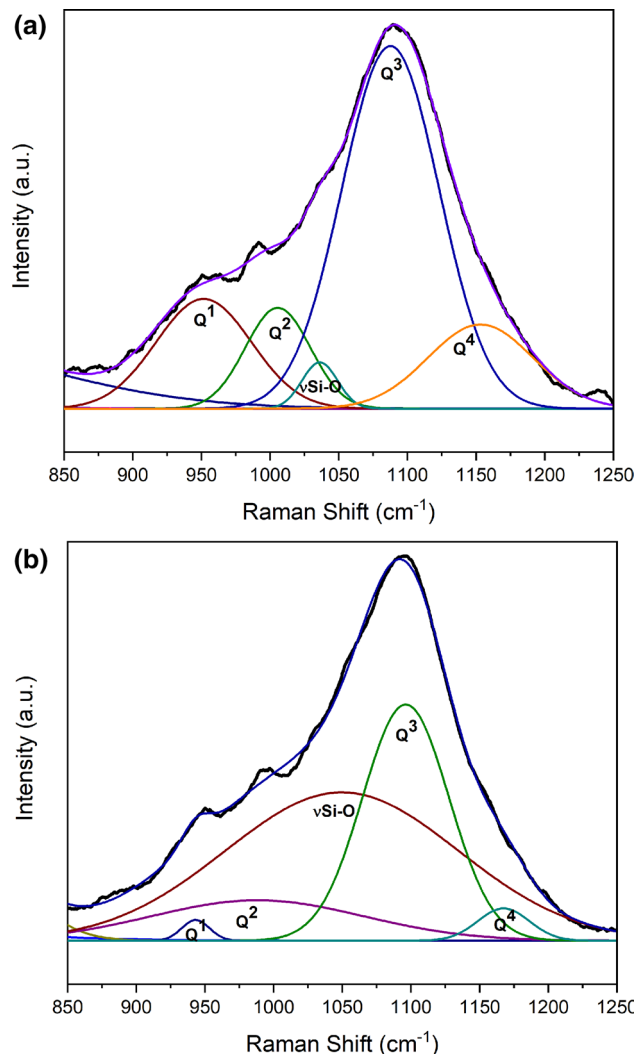 (a)
Intensity (a.u.)
Q³
Q¹
Q²
νSi-O
Q⁴
850 900 950 1000 1050 1100 1150 1200 1250
Raman Shift (cm⁻¹)
(b)
Intensity (a.u.)
Q³
νSi-O
Q²
Q¹
Q⁴
850 900 950 1000 1050 1100 1150 1200 1250
Raman Shift (cm⁻¹)